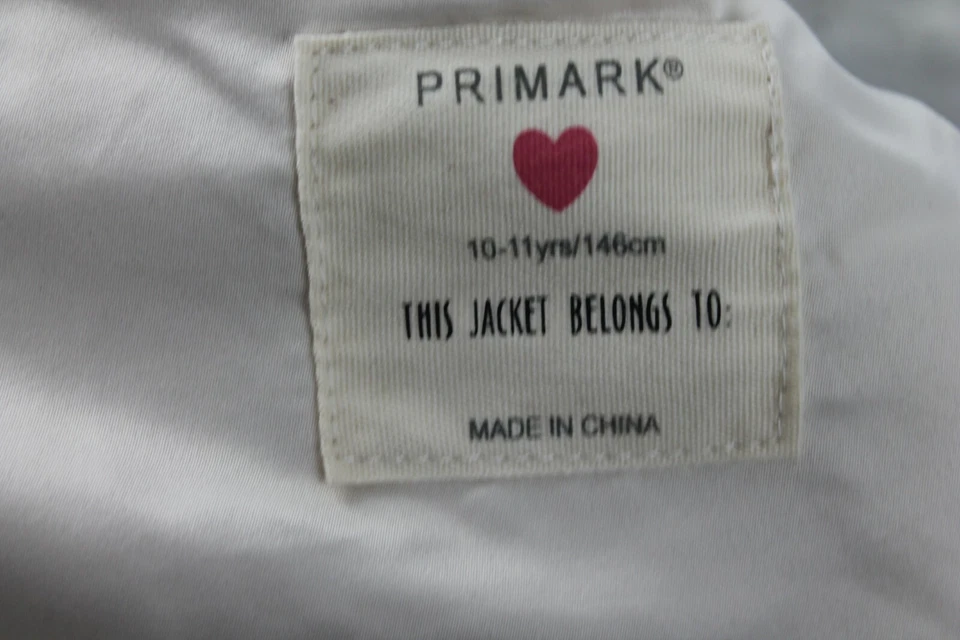 PRIMARK®
10-11yrs/146cm
THIS JACKET BELONGS TO:
MADE IN CHINA